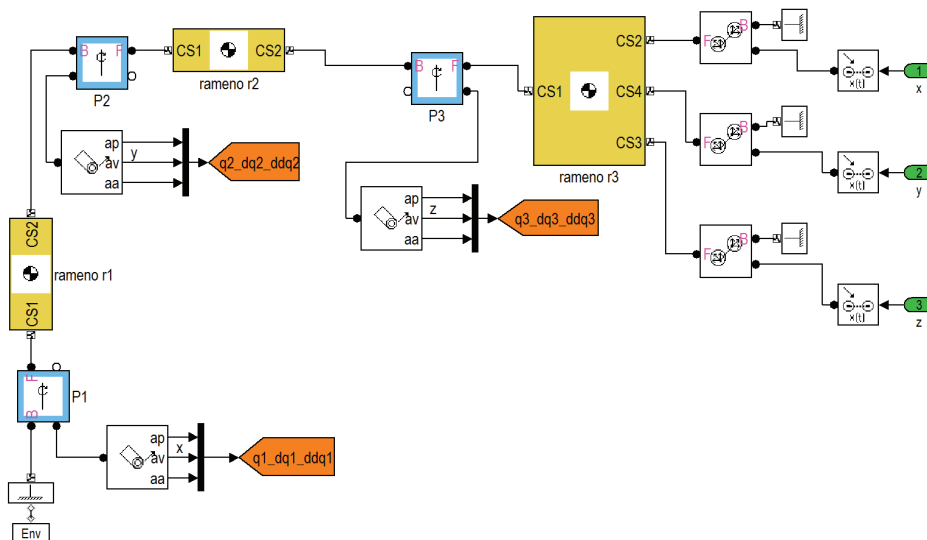 B F
P2
CS1 CS2
rameno r2
ap
av
aa
y
q2_dq2_ddq2
B F
P3
ap
av
aa
z
q3_dq3_ddq3
CS1
CS2
CS4
CS3
rameno r3
F B
x(t)
1
x
F B
x(t)
2
y
F B
x(t)
3
z
CS2
CS1
rameno r1
F
B
P1
ap
av
aa
x
q1_dq1_ddq1
Env